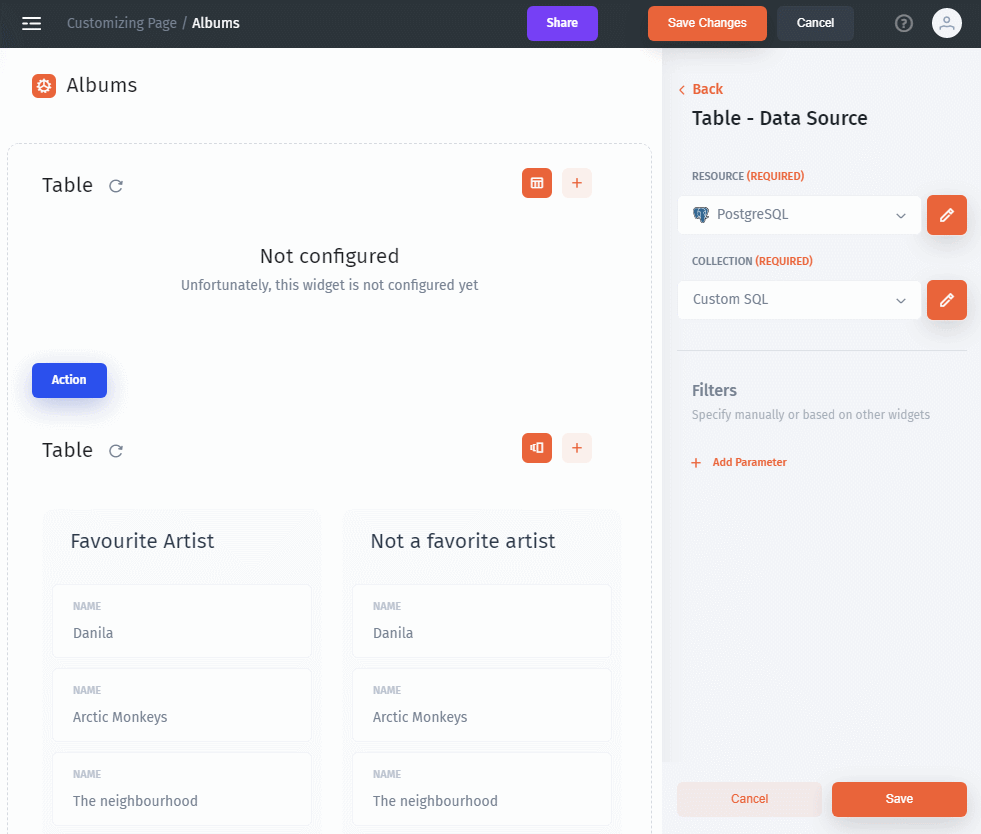 Customizing Page / Albums
Share
Save Changes
Cancel
?
Albums
Table
+
Not configured
Unfortunately, this widget is not configured yet
Action
Table
+
Favourite Artist
NAME
Danila
NAME
Arctic Monkeys
NAME
The neighbourhood
Not a favorite artist
NAME
Danila
NAME
Arctic Monkeys
NAME
The neighbourhood
Back
Table - Data Source
RESOURCE (REQUIRED)
PostgreSQL
COLLECTION (REQUIRED)
Custom SQL
Filters
Specify manually or based on other widgets
+ Add Parameter
Cancel
Save